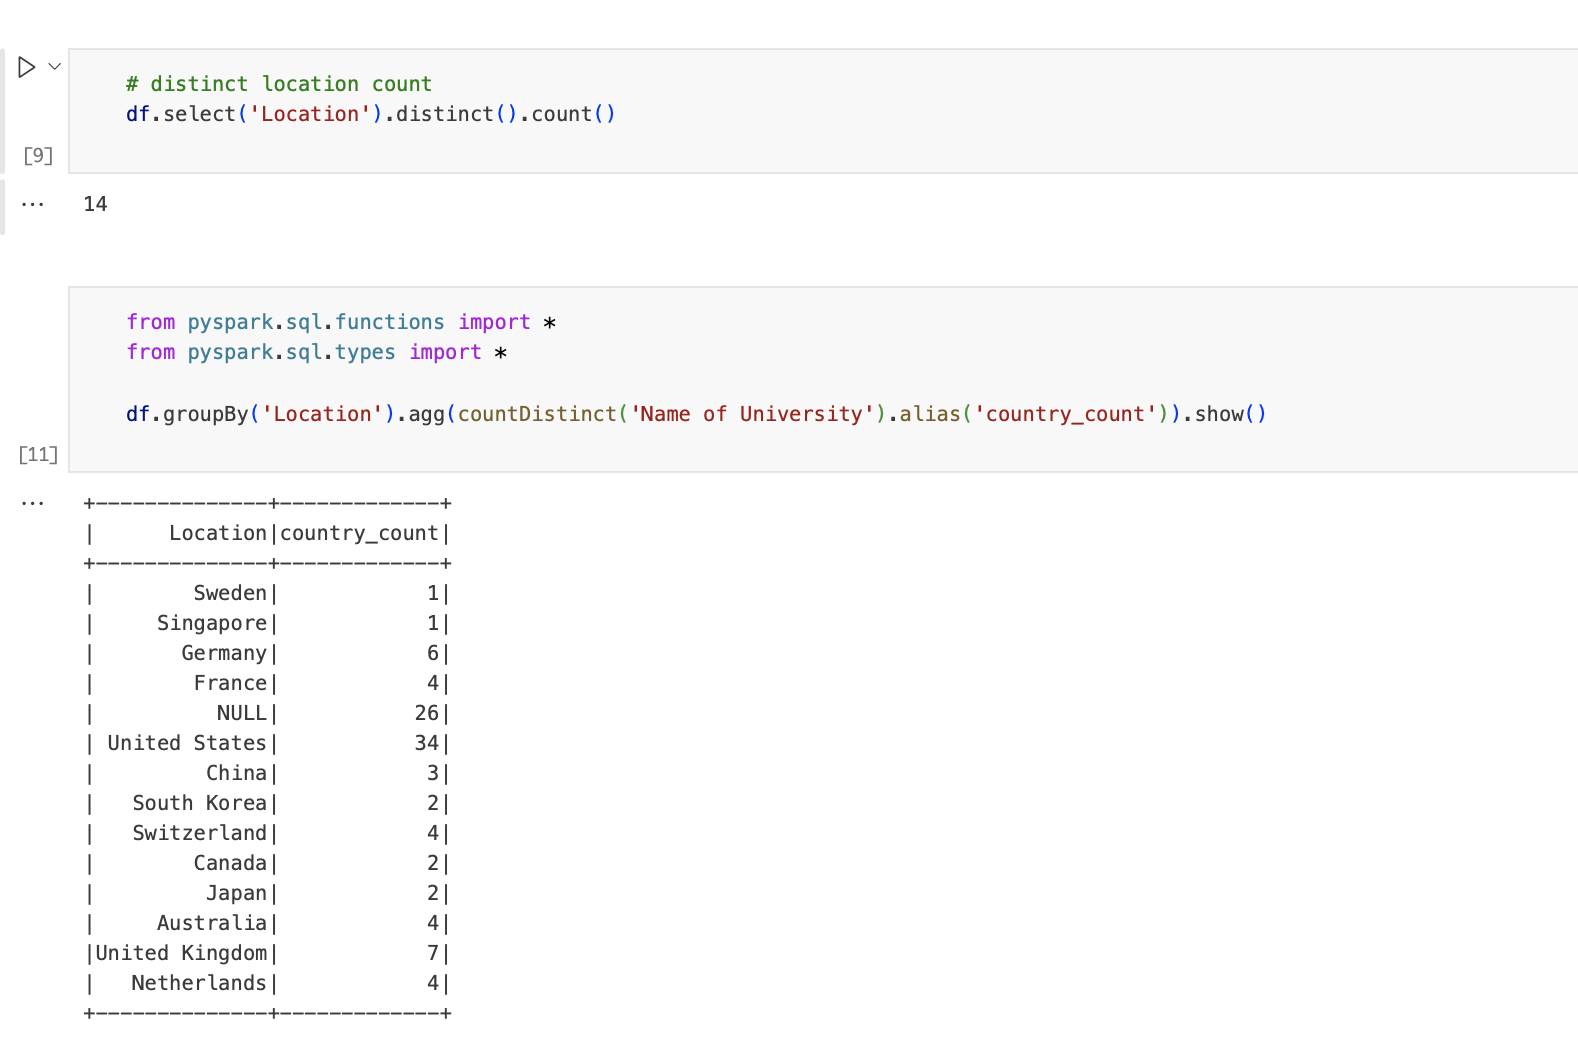 # distinct location count
df.select('Location').distinct().count()
[9]
... 14
from pyspark.sql.functions import *
from pyspark.sql.types import *
df.groupBy('Location').agg(countDistinct('Name of University').alias('country_count')).show()
[11]
... +--------------+-------------+
|      Location|country_count|
+--------------+-------------+
|        Sweden|            1|
|     Singapore|            1|
|       Germany|            6|
|        France|            4|
|          NULL|           26|
| United States|           34|
|         China|            3|
|   South Korea|            2|
|   Switzerland|            4|
|        Canada|            2|
|         Japan|            2|
|     Australia|            4|
|United Kingdom|            7|
|   Netherlands|            4|
+--------------+-------------+